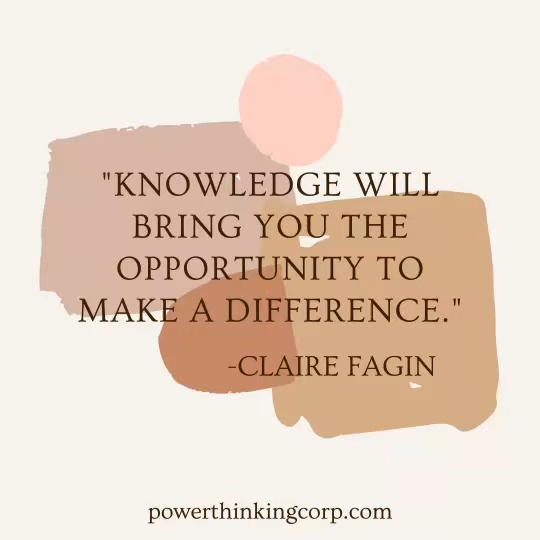 "KNOWLEDGE WILL
BRING YOU THE
OPPORTUNITY TO
MAKE A DIFFERENCE."
-CLAIRE FAGIN
powerthinkingcorp.com